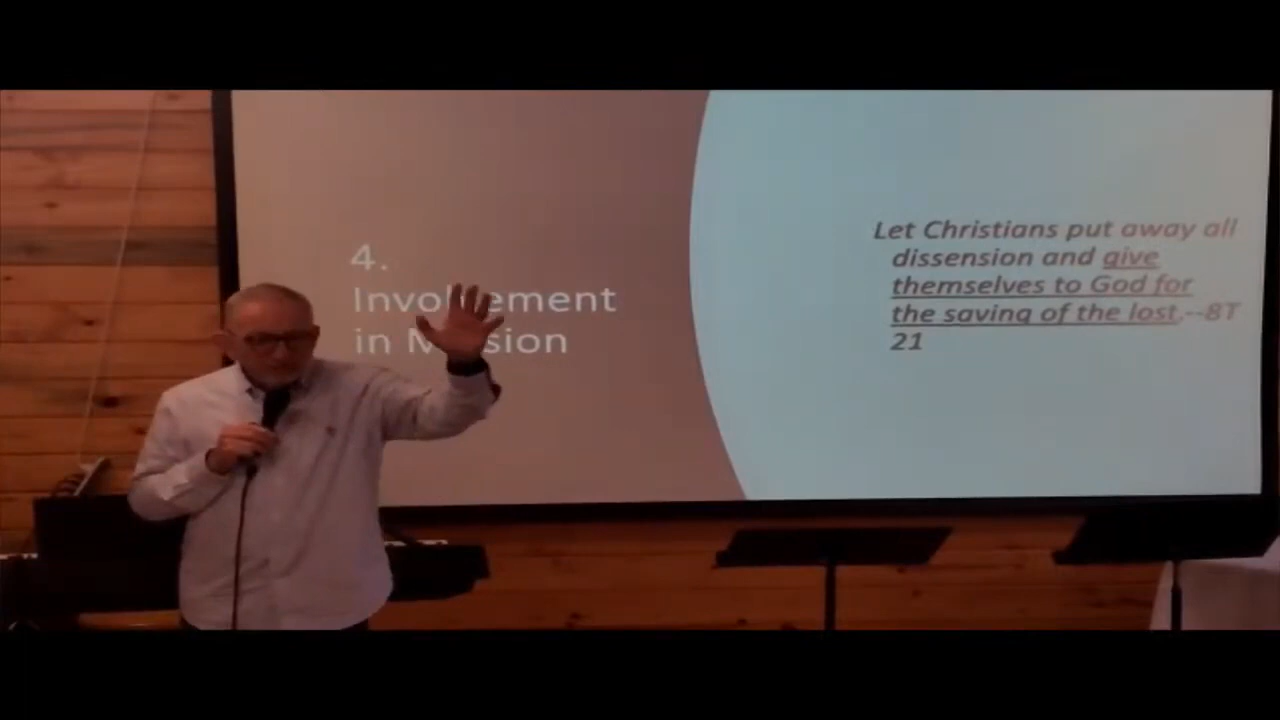 4.
Involvement
in Mission
Let Christians put away all
dissension and give
themselves to God for
the saving of the lost.--8T
21